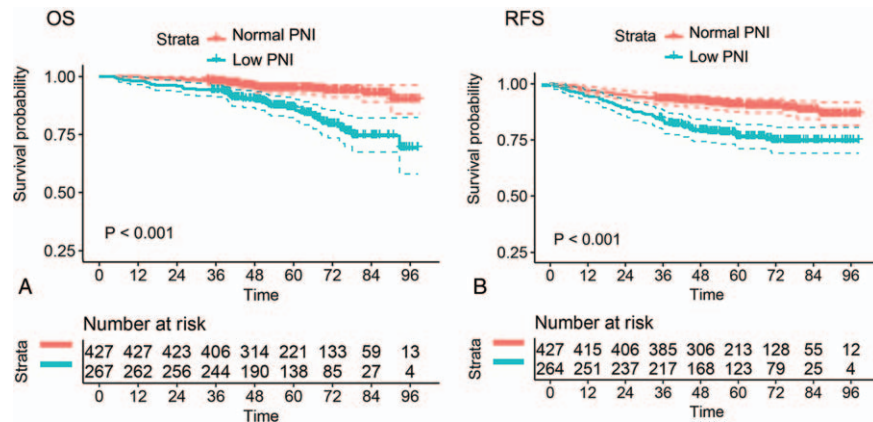 OS
Strata
Normal PNI
Low PNI
Survival probability
1.00
0.75
0.50
0.25
P < 0.001
0 12 24 36 48 60 72 84 96
Time
A
Number at risk
Strata
427 427 423 406 314 221 133 59 13
267 262 256 244 190 138 85 27 4
0 12 24 36 48 60 72 84 96
Time
RFS
Strata
Normal PNI
Low PNI
Survival probability
1.00
0.75
0.50
0.25
P < 0.001
0 12 24 36 48 60 72 84 96
Time
B
Number at risk
Strata
427 415 406 385 306 213 128 55 12
264 251 237 217 168 123 79 25 4
0 12 24 36 48 60 72 84 96
Time